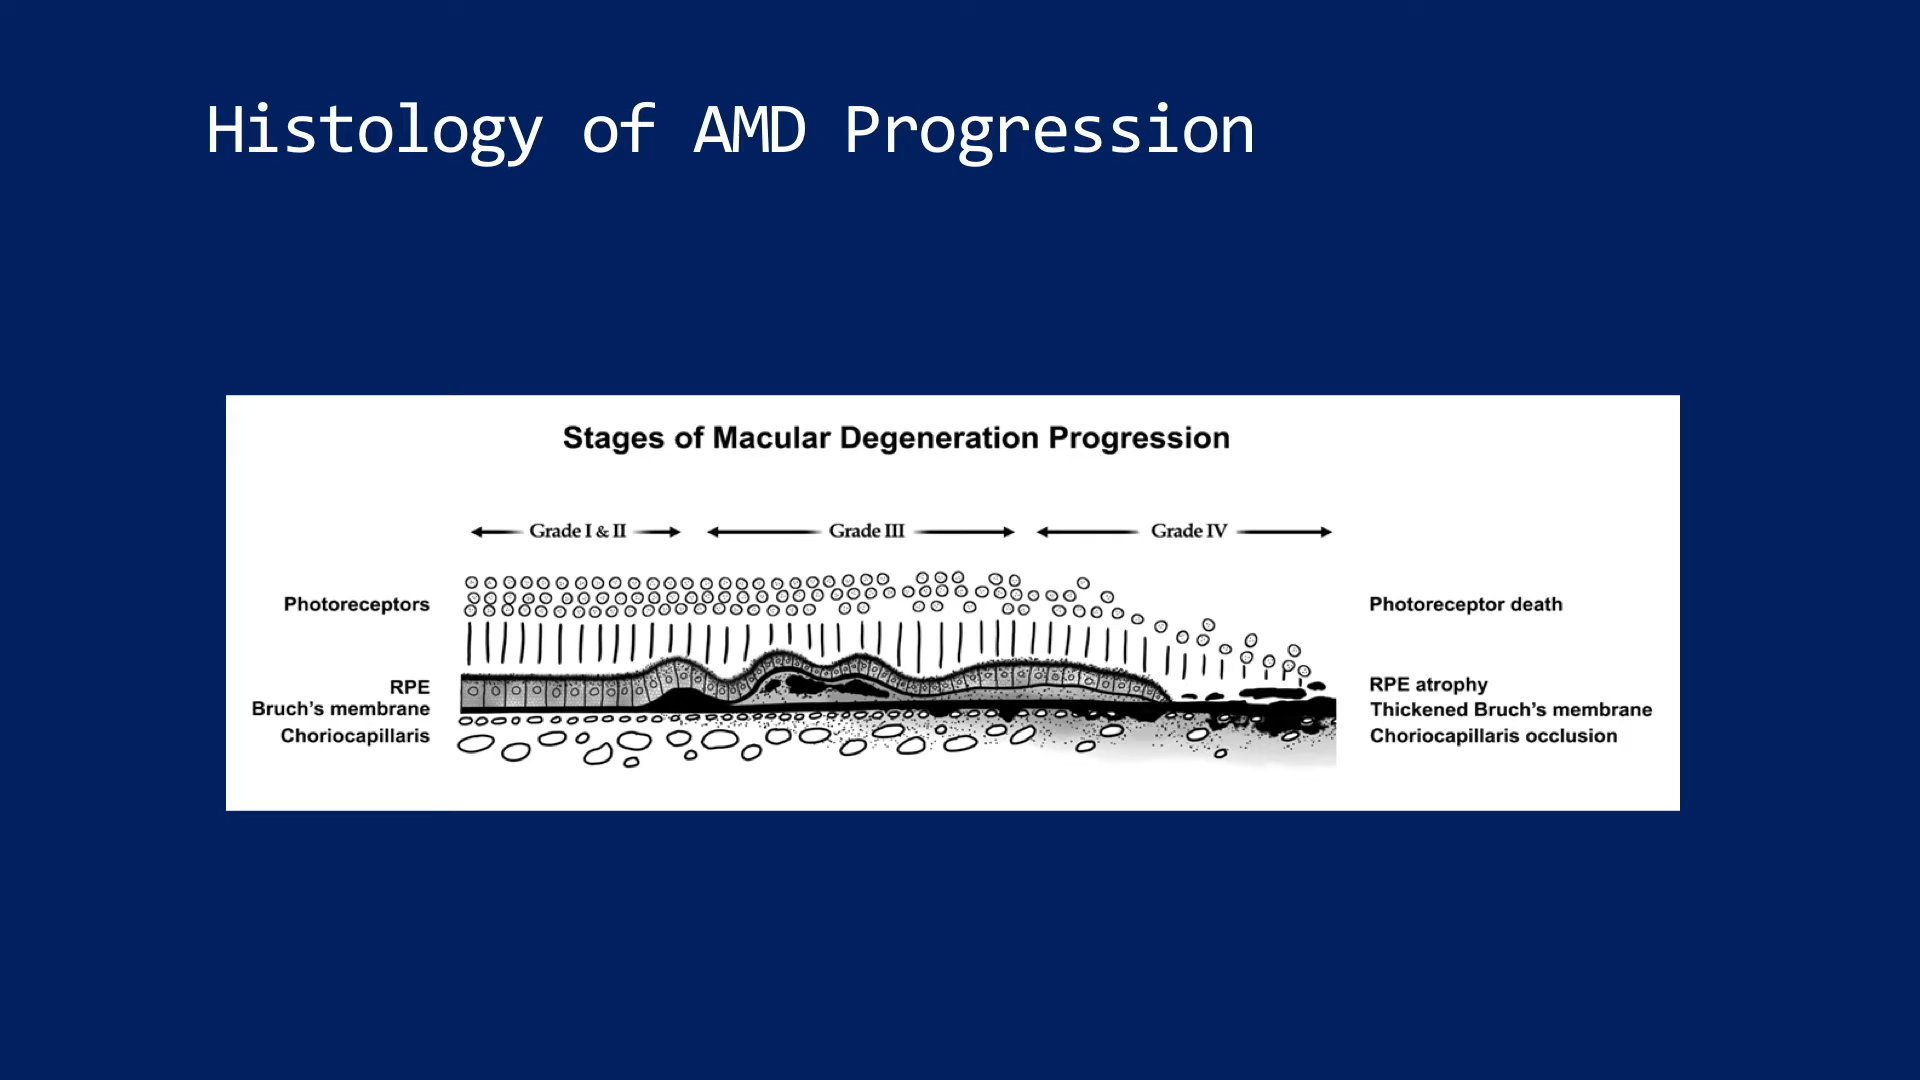 Histology of AMD Progression
Stages of Macular Degeneration Progression
Grade I & II
Grade III
Grade IV
Photoreceptors
RPE
Bruch’s membrane
Choriocapillaris
Photoreceptor death
RPE atrophy
Thickened Bruch’s membrane
Choriocapillaris occlusion